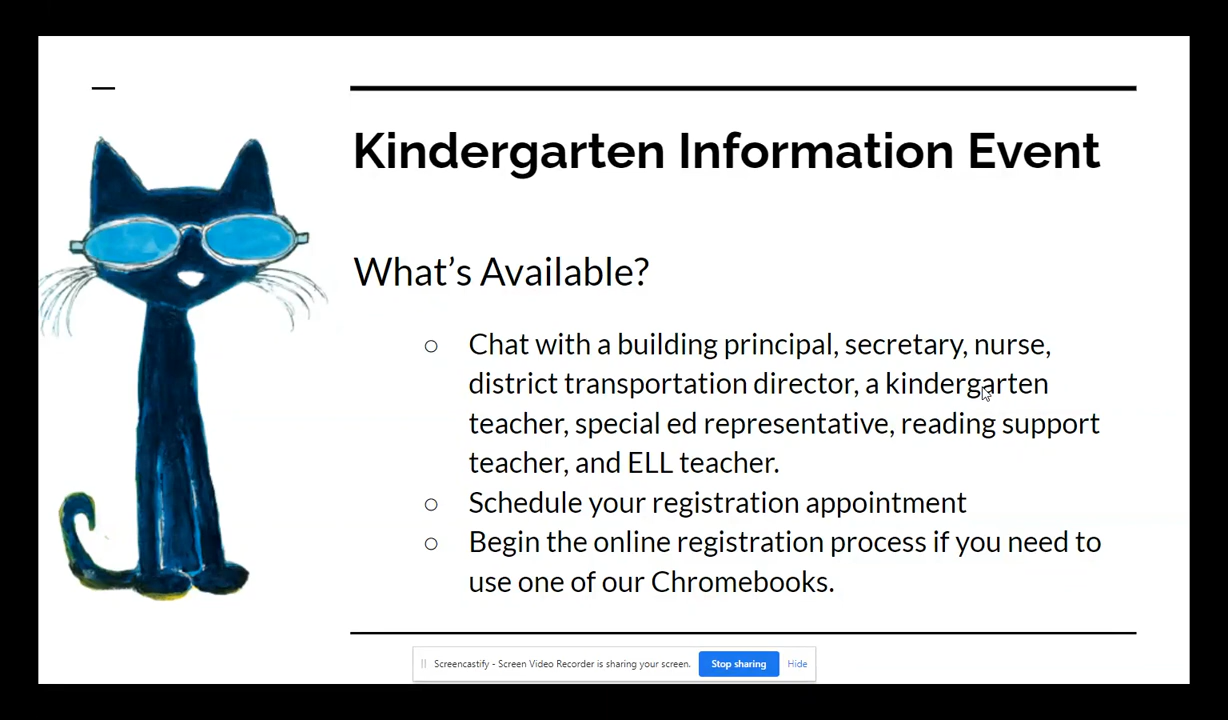 Kindergarten Information Event
What's Available?
○ Chat with a building principal, secretary, nurse,
district transportation director, a kindergarten
teacher, special ed representative, reading support
teacher, and ELL teacher.
○ Schedule your registration appointment
○ Begin the online registration process if you need to
use one of our Chromebooks.
Screencastify - Screen Video Recorder is sharing your screen. Stop sharing Hide